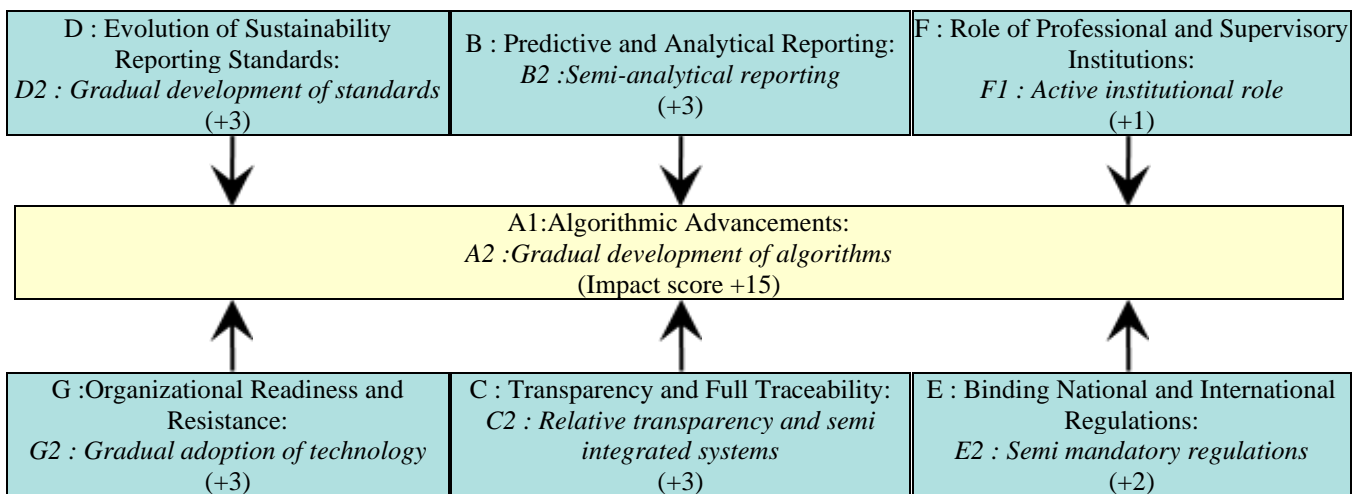 D : Evolution of Sustainability
Reporting Standards:
D2 : Gradual development of standards
(+3)
B : Predictive and Analytical Reporting:
B2 :Semi-analytical reporting
(+3)
F : Role of Professional and Supervisory
Institutions:
F1 : Active institutional role
(+1)
A1:Algorithmic Advancements:
A2 :Gradual development of algorithms
(Impact score +15)
G :Organizational Readiness and
Resistance:
G2 : Gradual adoption of technology
(+3)
C : Transparency and Full Traceability:
C2 : Relative transparency and semi
integrated systems
(+3)
E : Binding National and International
Regulations:
E2 : Semi mandatory regulations
(+2)